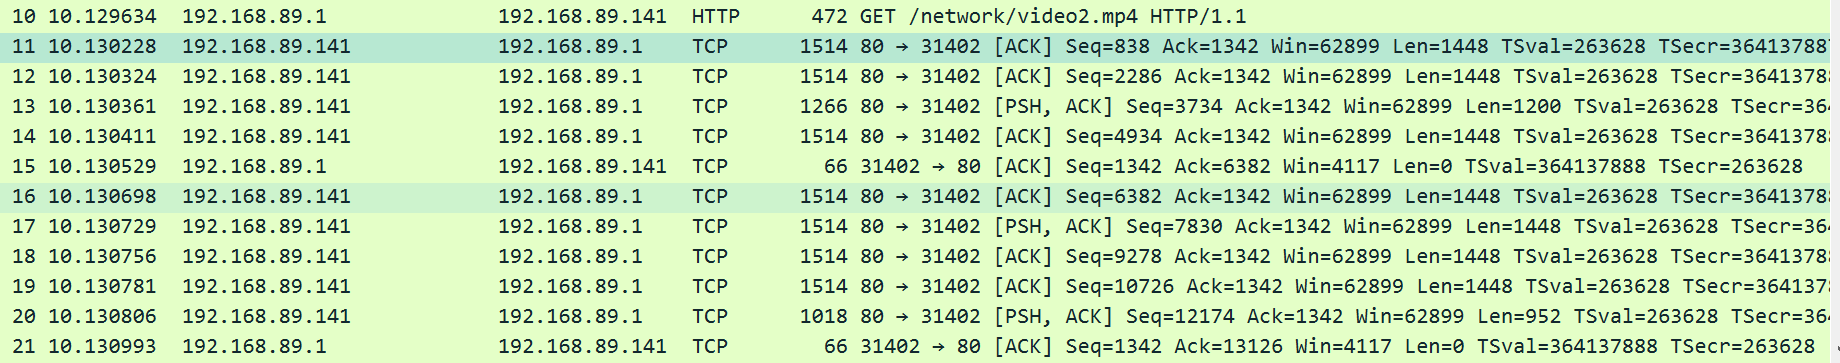 10 10.129634 192.168.89.1 192.168.89.141 HTTP 472 GET /network/video2.mp4 HTTP/1.1
11 10.130228 192.168.89.141 192.168.89.1 TCP 1514 80 → 31402 [ACK] Seq=838 Ack=1342 Win=62899 Len=1448 TSval=263628 TSecr=364137887
12 10.130324 192.168.89.141 192.168.89.1 TCP 1514 80 → 31402 [ACK] Seq=2286 Ack=1342 Win=62899 Len=1448 TSval=263628 TSecr=36413788
13 10.130361 192.168.89.141 192.168.89.1 TCP 1266 80 → 31402 [PSH, ACK] Seq=3734 Ack=1342 Win=62899 Len=1200 TSval=263628 TSecr=364
14 10.130411 192.168.89.141 192.168.89.1 TCP 1514 80 → 31402 [ACK] Seq=4934 Ack=1342 Win=62899 Len=1448 TSval=263628 TSecr=36413788
15 10.130529 192.168.89.1 192.168.89.141 TCP 66 31402 → 80 [ACK] Seq=1342 Ack=6382 Win=4117 Len=0 TSval=364137888 TSecr=263628
16 10.130698 192.168.89.141 192.168.89.1 TCP 1514 80 → 31402 [ACK] Seq=6382 Ack=1342 Win=62899 Len=1448 TSval=263628 TSecr=36413788
17 10.130729 192.168.89.141 192.168.89.1 TCP 1514 80 → 31402 [PSH, ACK] Seq=7830 Ack=1342 Win=62899 Len=1448 TSval=263628 TSecr=364
18 10.130756 192.168.89.141 192.168.89.1 TCP 1514 80 → 31402 [ACK] Seq=9278 Ack=1342 Win=62899 Len=1448 TSval=263628 TSecr=36413788
19 10.130781 192.168.89.141 192.168.89.1 TCP 1514 80 → 31402 [ACK] Seq=10726 Ack=1342 Win=62899 Len=1448 TSval=263628 TSecr=3641378
20 10.130806 192.168.89.141 192.168.89.1 TCP 1018 80 → 31402 [PSH, ACK] Seq=12174 Ack=1342 Win=62899 Len=952 TSval=263628 TSecr=364
21 10.130993 192.168.89.1 192.168.89.141 TCP 66 31402 → 80 [ACK] Seq=1342 Ack=13126 Win=4117 Len=0 TSval=364137888 TSecr=263628